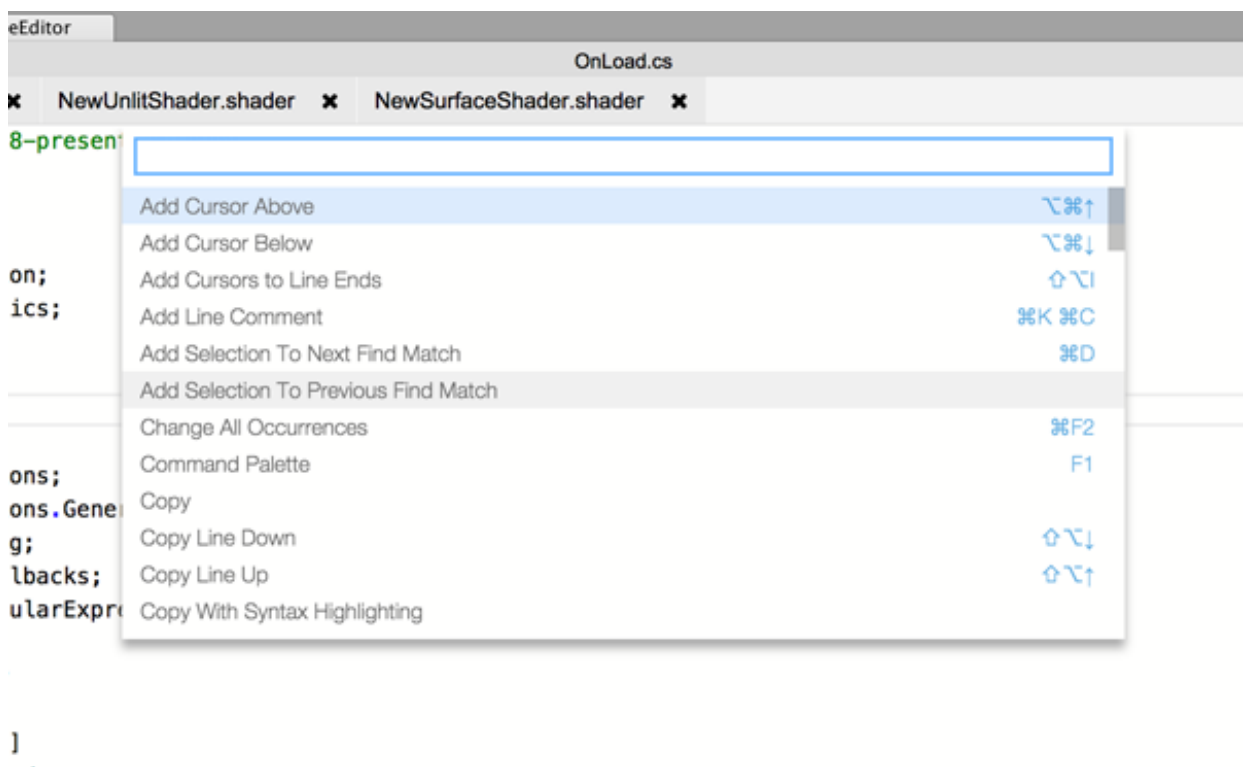 eEditor
OnLoad.cs
✖ NewUnlitShader.shader ✖ NewSurfaceShader.shader ✖
8-present
Add Cursor Above ⌥⌘↑
Add Cursor Below ⌥⌘↓
on;
Add Cursors to Line Ends ⇧⌥I
ics;
Add Line Comment ⌘K ⌘C
Add Selection To Next Find Match ⌘D
Add Selection To Previous Find Match
Change All Occurrences ⌘F2
Command Palette F1
ons;
Copy
ons.Gene
Copy Line Down ⇧⌥↓
g;
Copy Line Up ⇧⌥↑
lbacks;
Copy With Syntax Highlighting
ularExpr
]